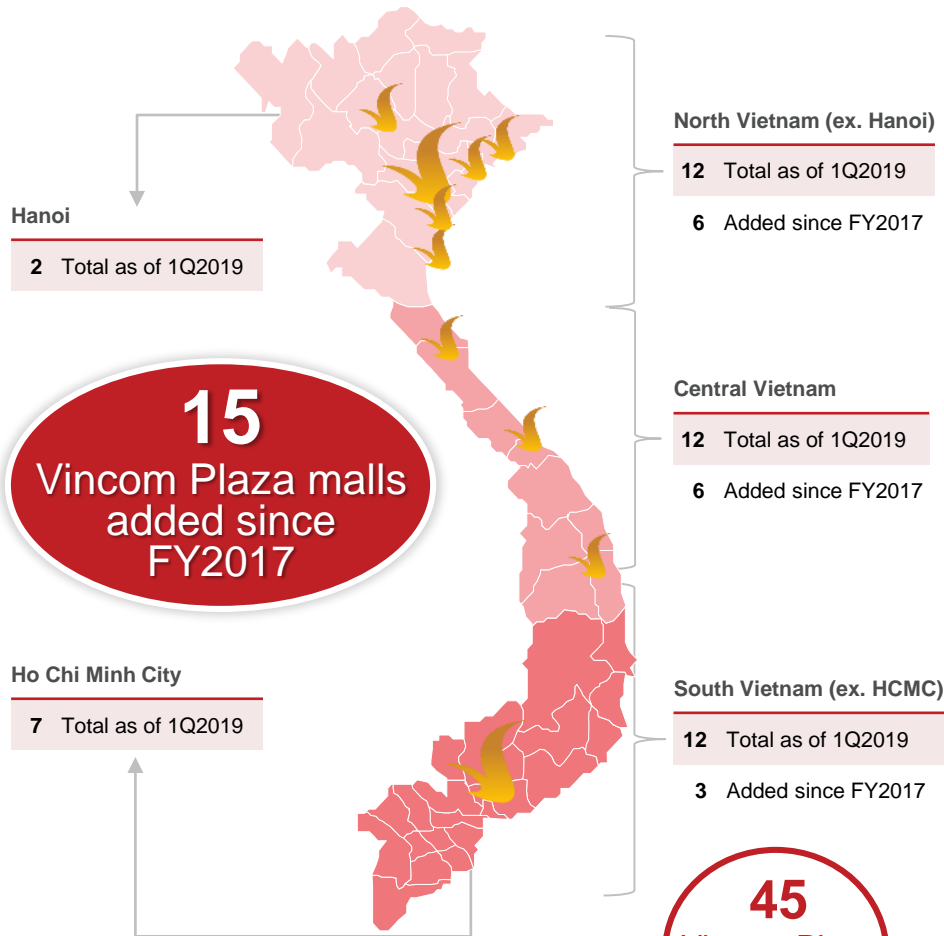 North Vietnam (ex. Hanoi)
12 Total as of 1Q2019
6 Added since FY2017
Hanoi
2 Total as of 1Q2019
15
Vincom Plaza malls
added since
FY2017
Central Vietnam
12 Total as of 1Q2019
6 Added since FY2017
Ho Chi Minh City
7 Total as of 1Q2019
South Vietnam (ex. HCMC)
12 Total as of 1Q2019
3 Added since FY2017
45